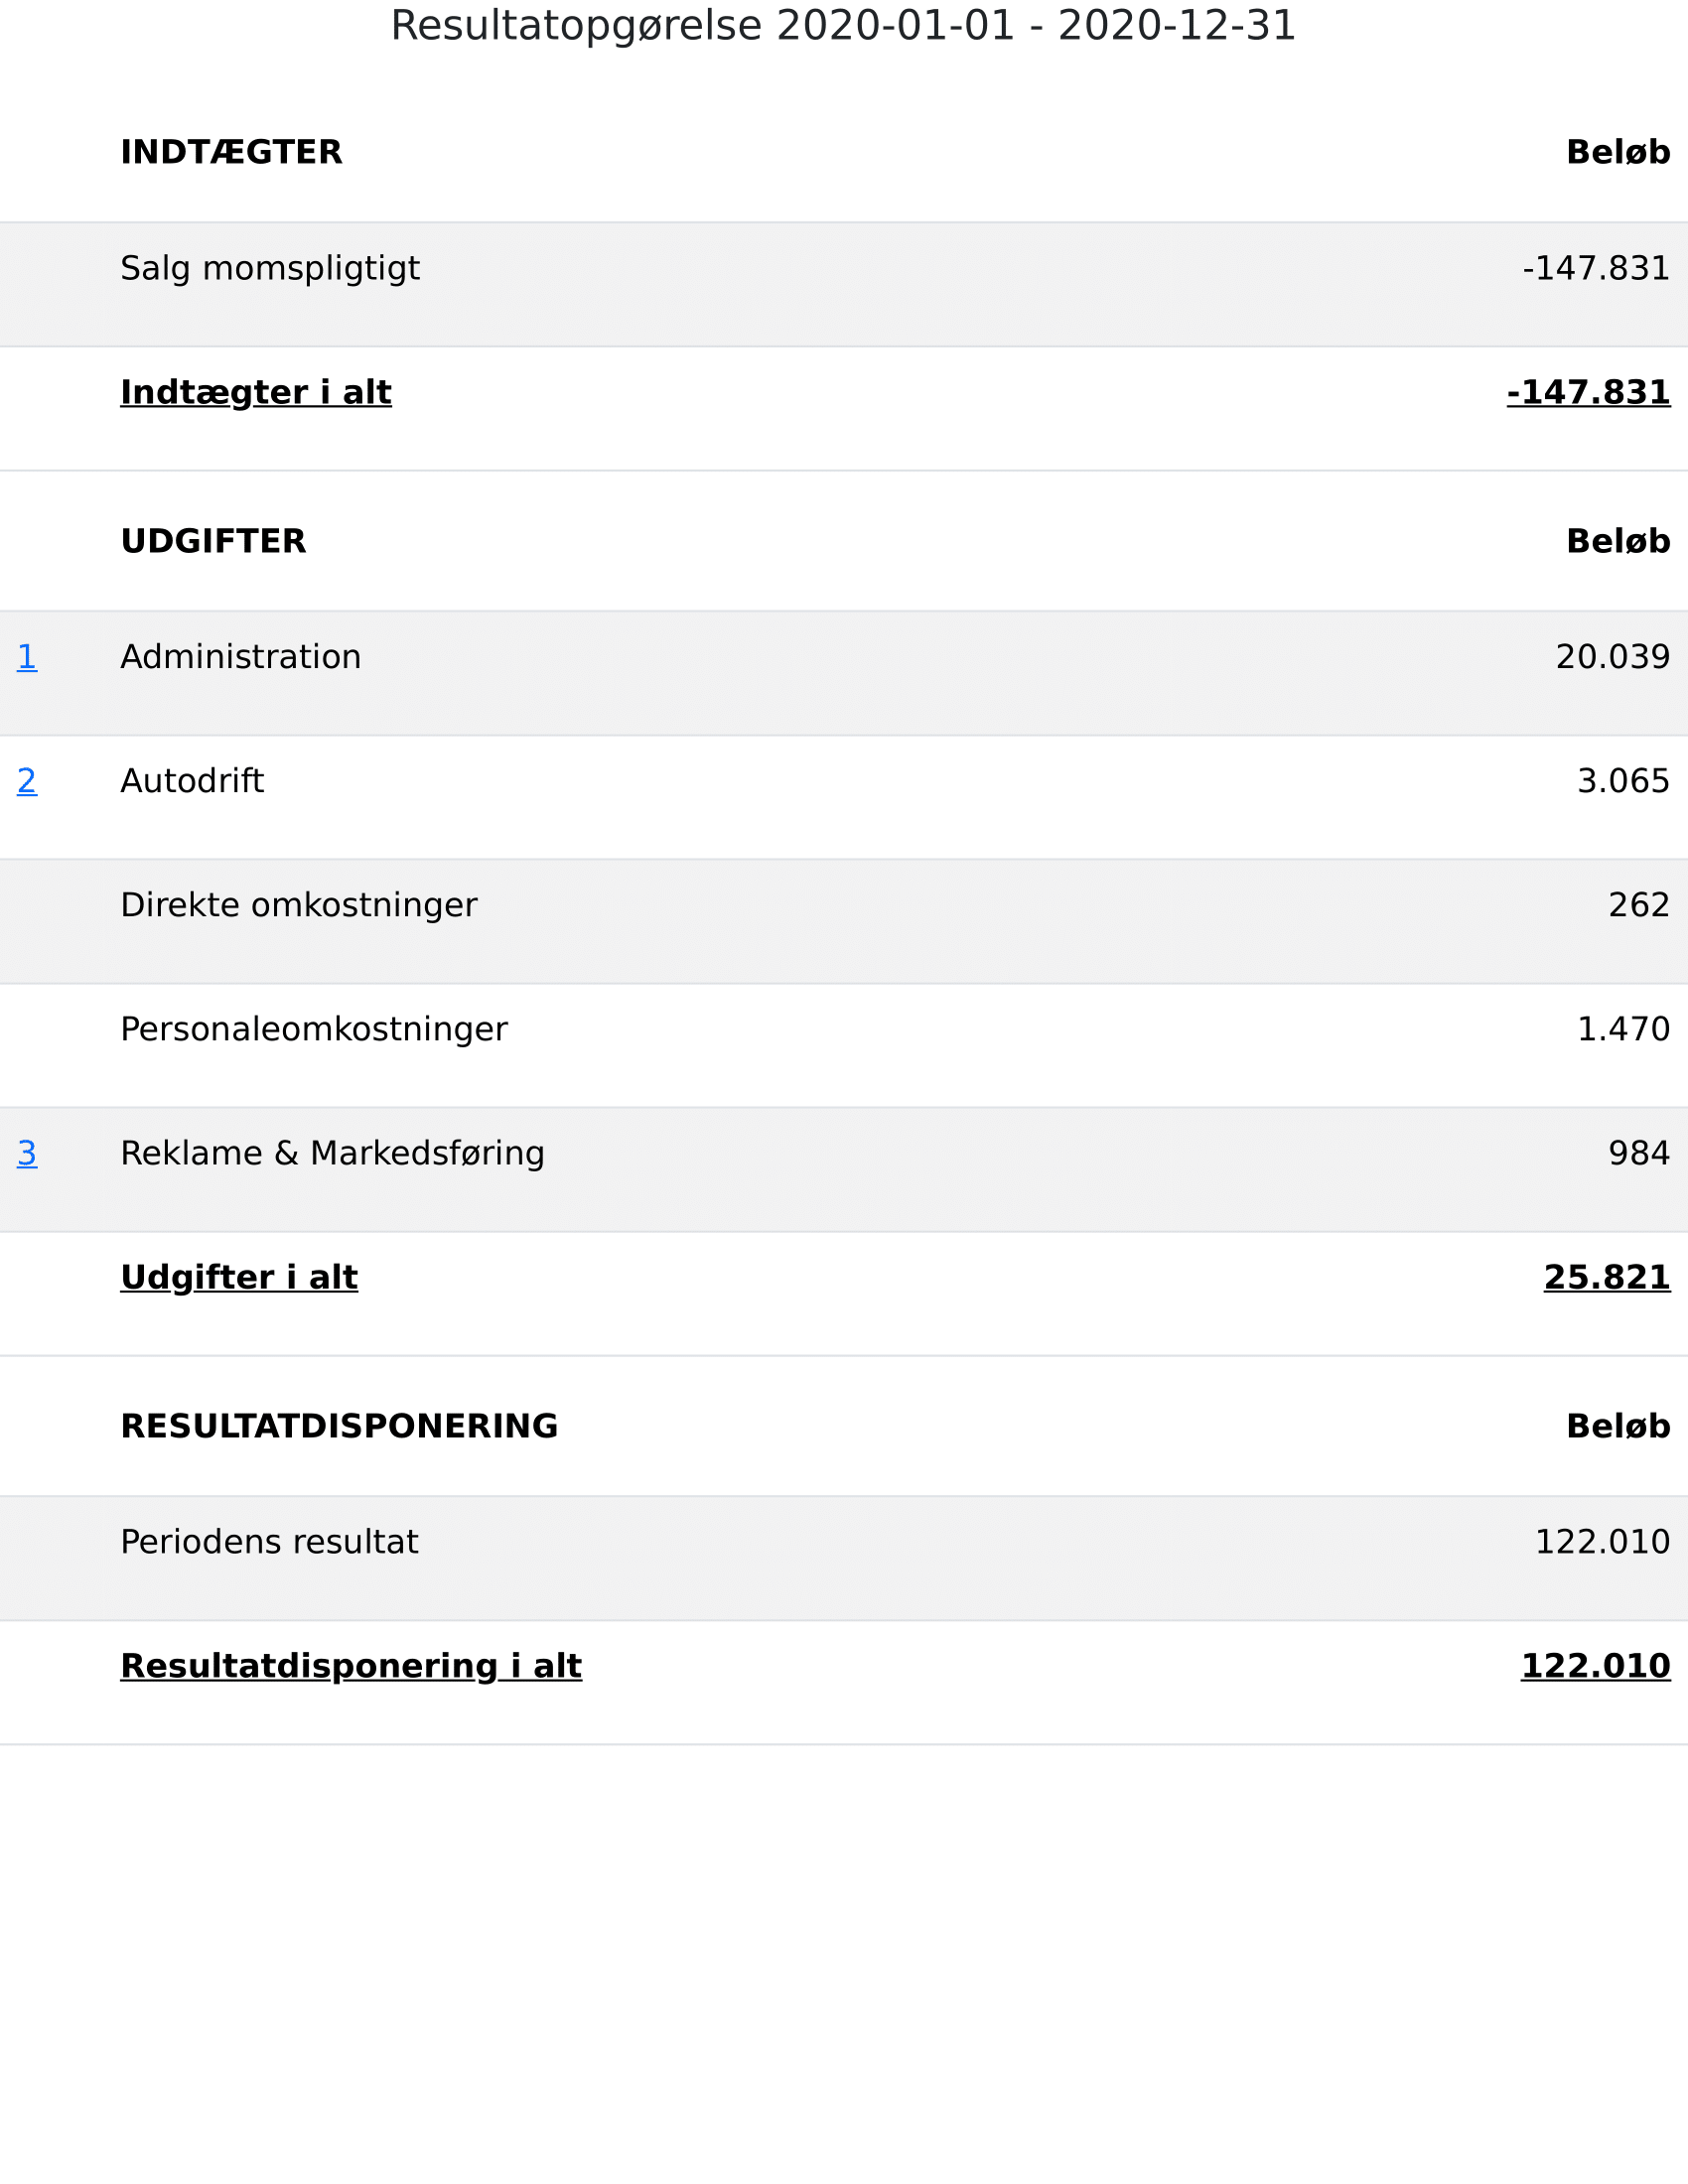 Resultatopgørelse 2020-01-01 - 2020-12-31
INDTÆGTER Beløb
Salg momspligtigt -147.831
Indtægter i alt -147.831
UDGIFTER Beløb
1 Administration 20.039
2 Autodrift 3.065
Direkte omkostninger 262
Personaleomkostninger 1.470
3 Reklame & Markedsføring 984
Udgifter i alt 25.821
RESULTATDISPONERING Beløb
Periodens resultat 122.010
Resultatdisponering i alt 122.010